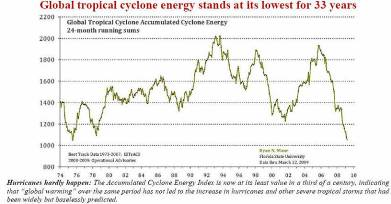 Global tropical cyclone energy stands at its lowest for 33 years
Global Tropical Cyclone Accumulated Cyclone Energy
24-month running sums
2200
2000
1800
1600
1400
1200
1000
800
74 76 78 80 82 84 86 88 90 92 94 96 98 00 02 04 06 08 10
Best Track Data 1973-2007:
2008-2009: Operational Advisories
Ryan N. Maue
Florida State University
Data thru March 12, 2009
Hurricanes hardly happen: The Accumulated Cyclone Energy Index is now at its least value in a third of a century, indicating
that "global warming" over the same period has not led to the increase in hurricanes and other severe tropical storms that had
been widely but baselessly predicted.